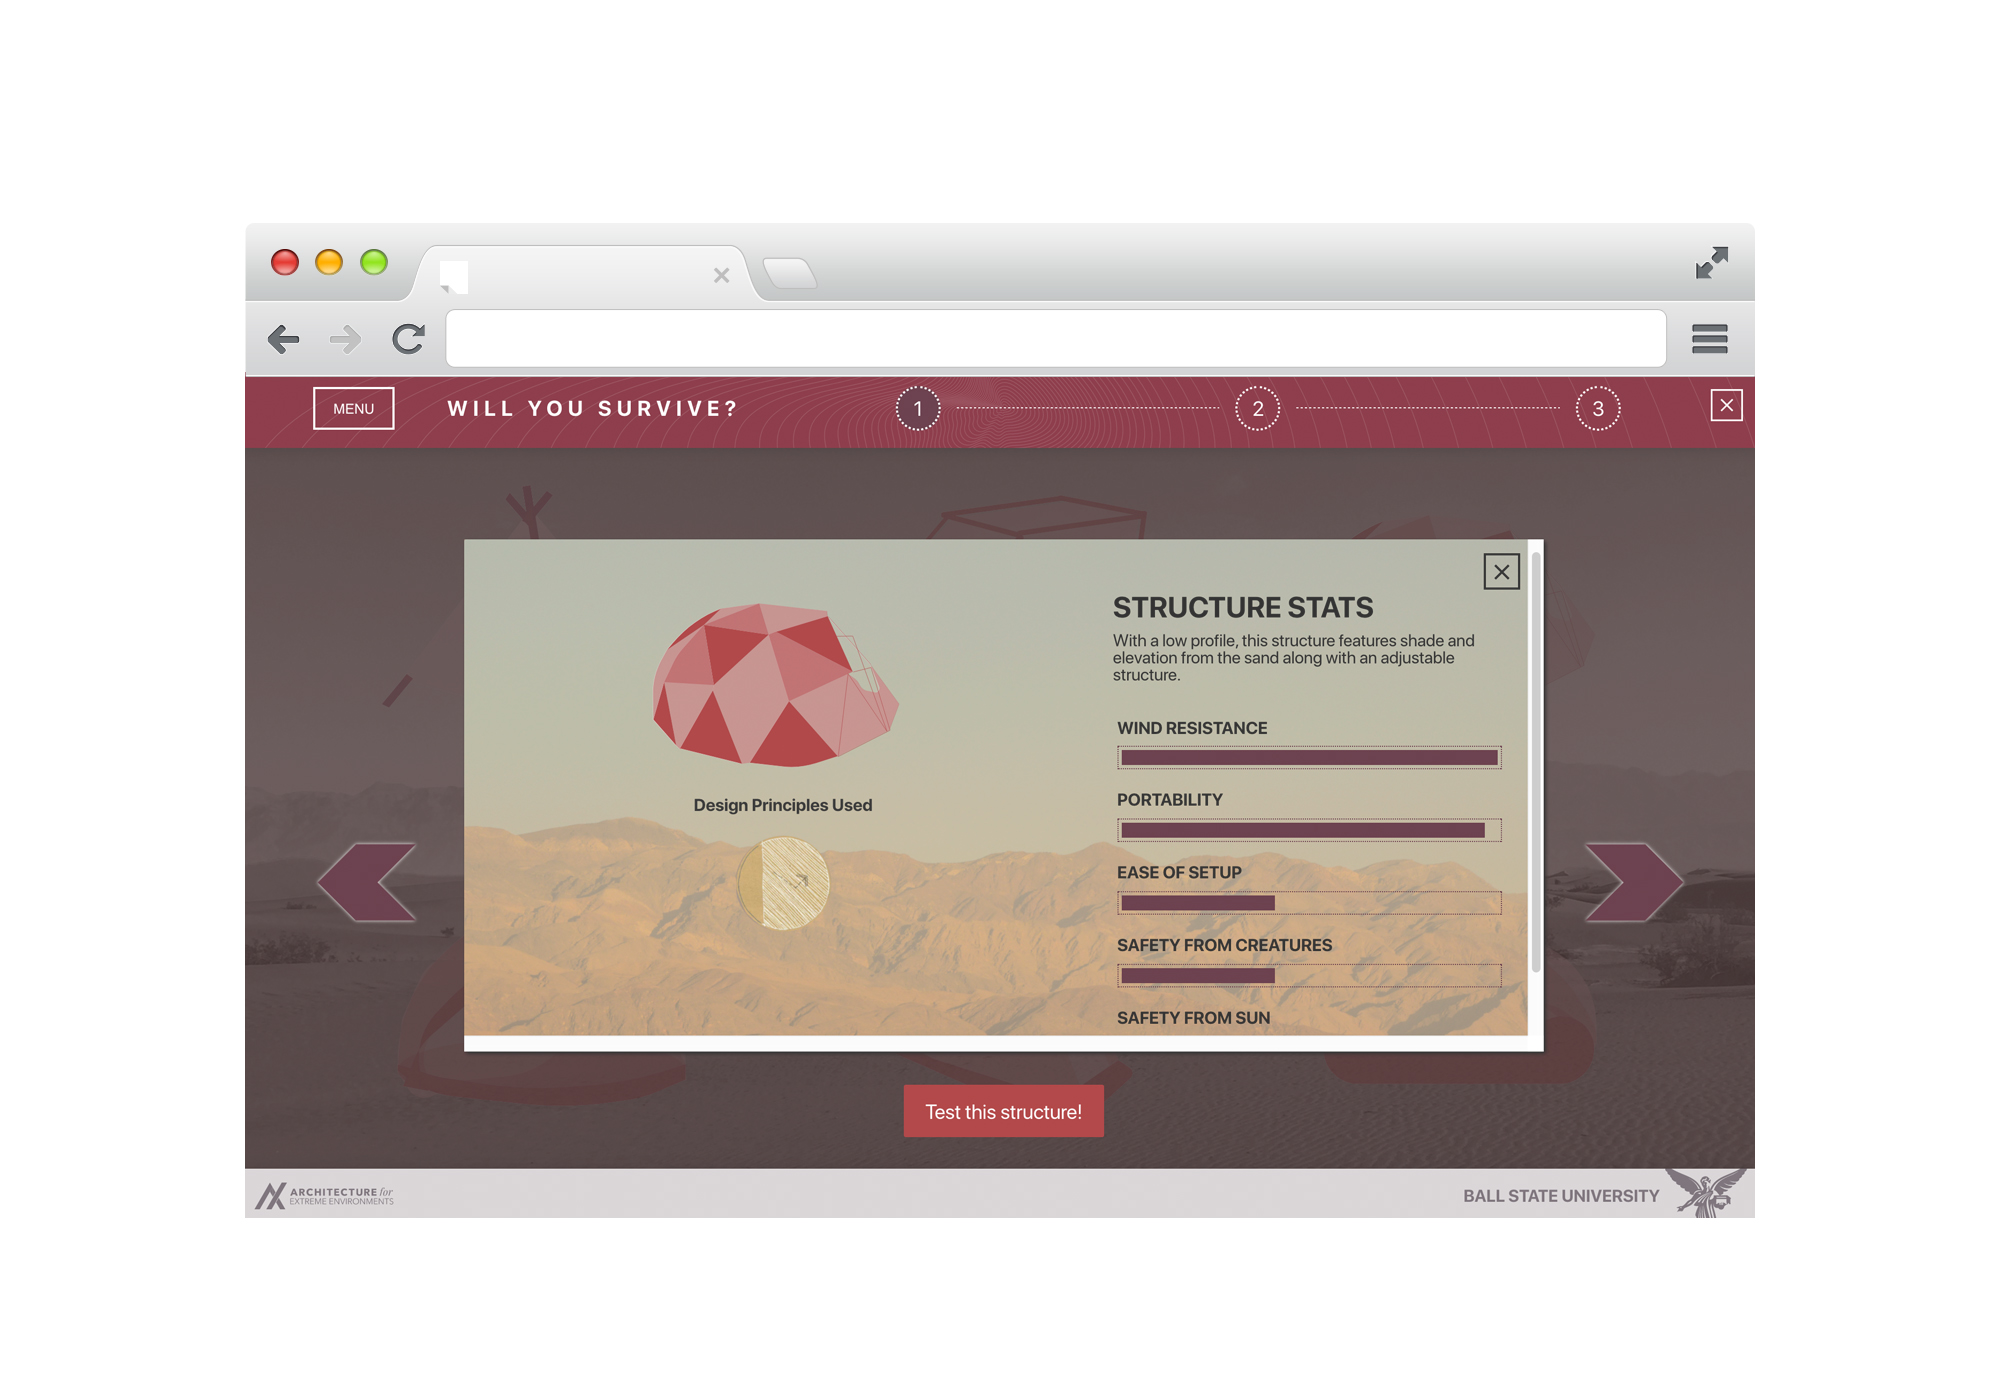 MENU
WILL YOU SURVIVE?
1
2
3
STRUCTURE STATS
With a low profile, this structure features shade and
elevation from the sand along with an adjustable
structure.
WIND RESISTANCE
PORTABILITY
EASE OF SETUP
SAFETY FROM CREATURES
SAFETY FROM SUN
Design Principles Used
Test this structure!
ARCHITECTURE for
EXTREME ENVIRONMENTS
BALL STATE UNIVERSITY